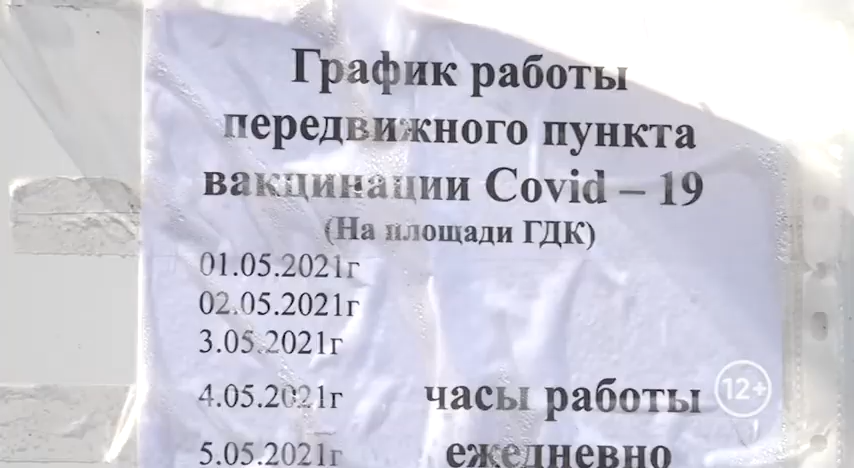 График работы
передвижного пункта
вакцинации Covid – 19
(На площади ГДК)
01.05.2021г
02.05.2021г
3.05.2021г
4.05.2021г часы работы
12+
5.05.2021г ежедневно